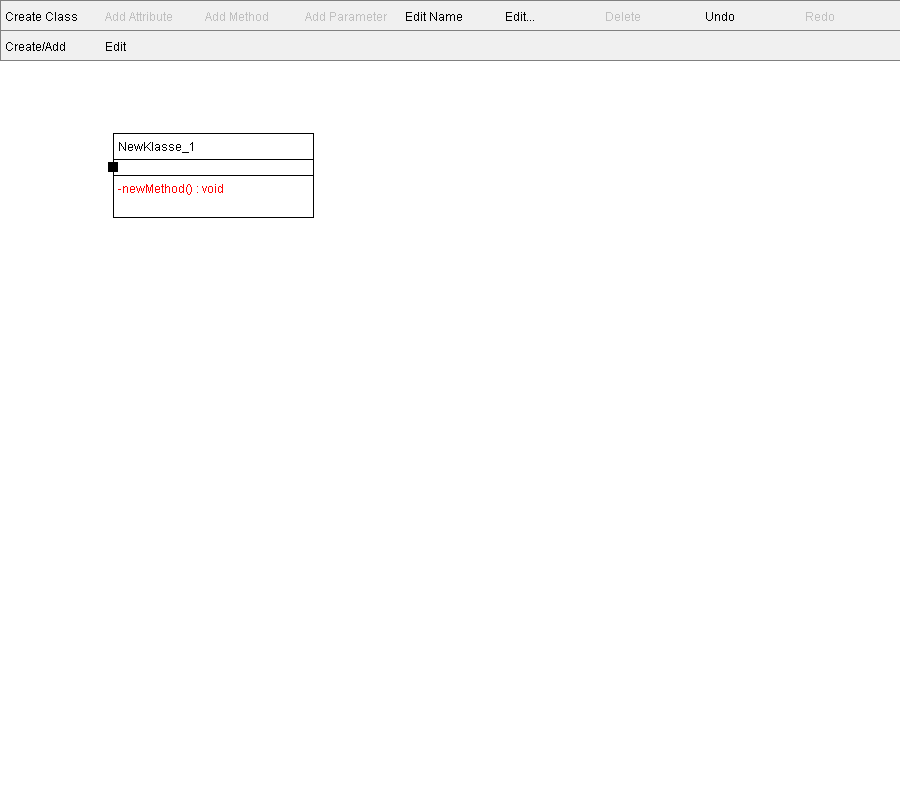 Create Class Add Attribute Add Method Add Parameter Edit Name Edit... Delete Undo Redo
Create/Add Edit
NewKlasse_1
-newMethod() : void